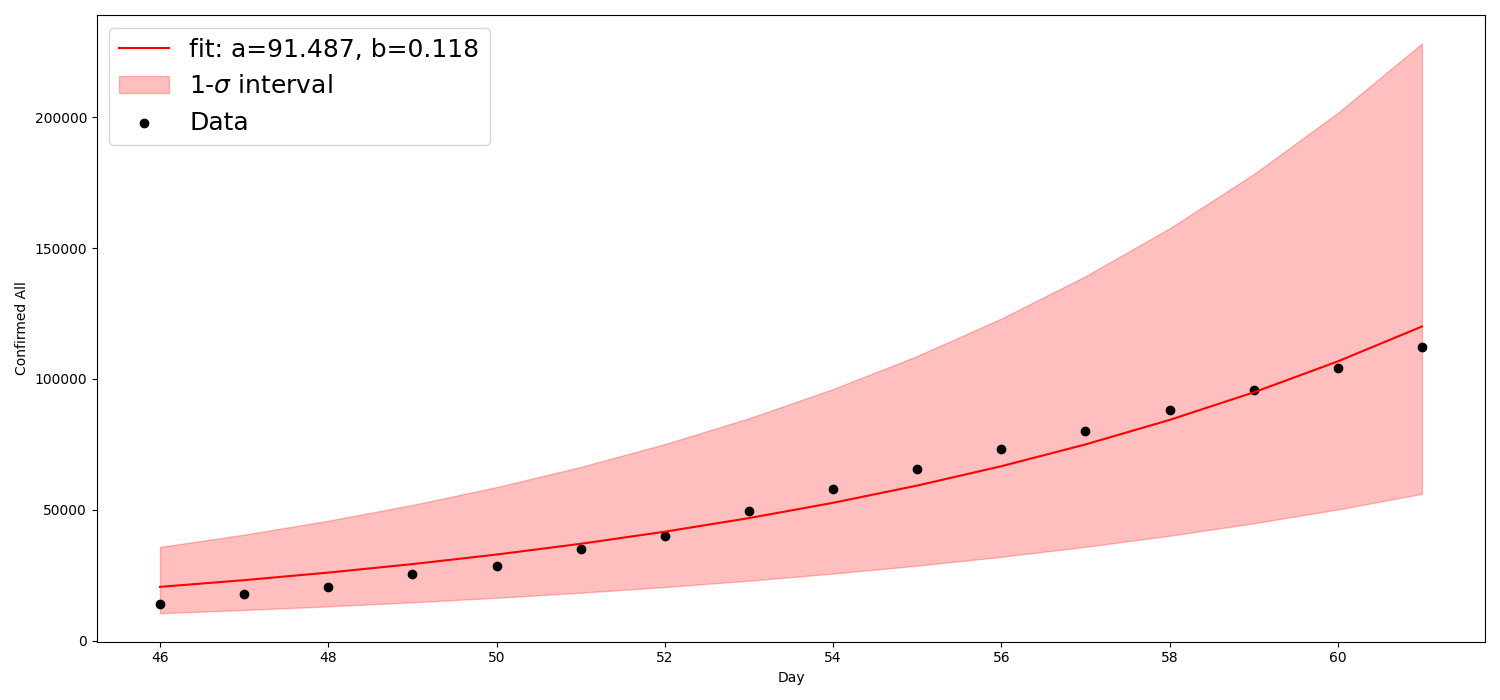 fit: a=91.487, b=0.118
1-σ interval
Data
200000
150000
100000
50000
0
Confirmed All
46 48 50 52 54 56 58 60
Day